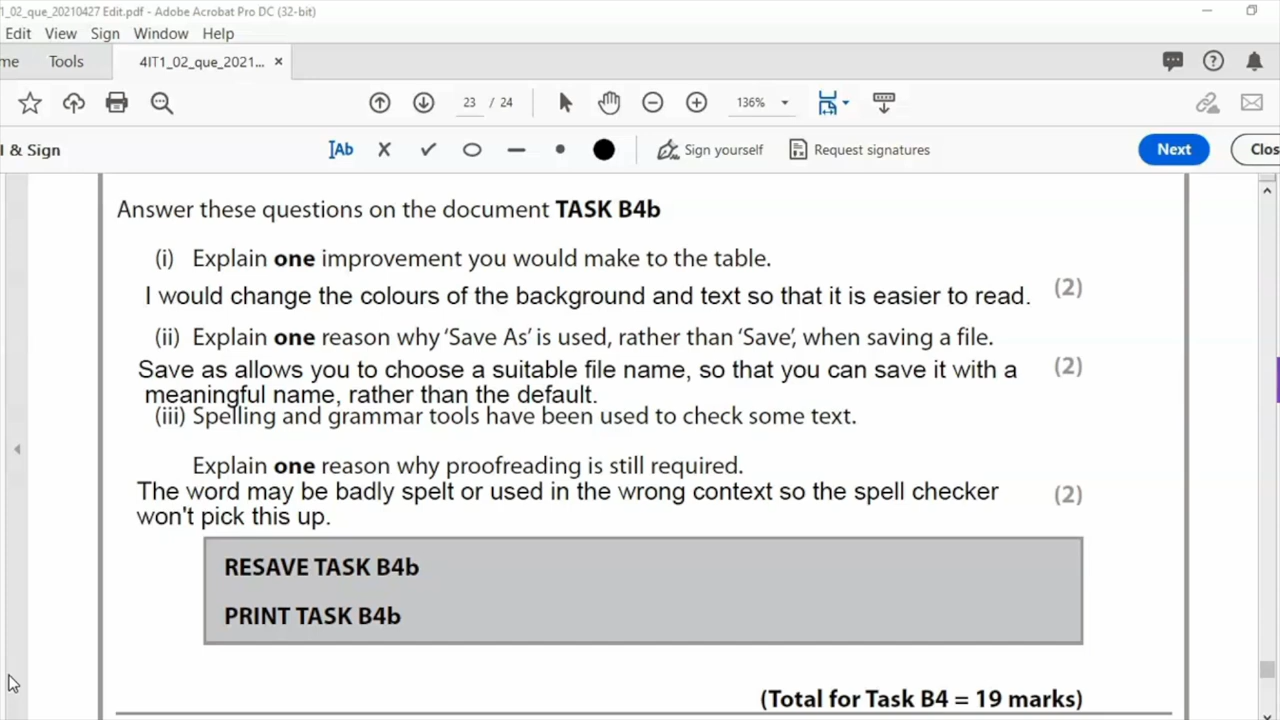 1_02_que_20210427 Edit.pdf - Adobe Acrobat Pro DC (32-bit)
Edit View Sign Window Help
me Tools 4IT1_02_que_2021... ×
23 / 24 136%
l & Sign Ab Sign yourself Request signatures Next Clos
Answer these questions on the document TASK B4b
(i) Explain one improvement you would make to the table.
I would change the colours of the background and text so that it is easier to read. (2)
(ii) Explain one reason why ‘Save As’ is used, rather than ‘Save’, when saving a file.
Save as allows you to choose a suitable file name, so that you can save it with a (2)
meaningful name, rather than the default.
(iii) Spelling and grammar tools have been used to check some text.
Explain one reason why proofreading is still required.
The word may be badly spelt or used in the wrong context so the spell checker (2)
won't pick this up.
RESAVE TASK B4b
PRINT TASK B4b
(Total for Task B4 = 19 marks)